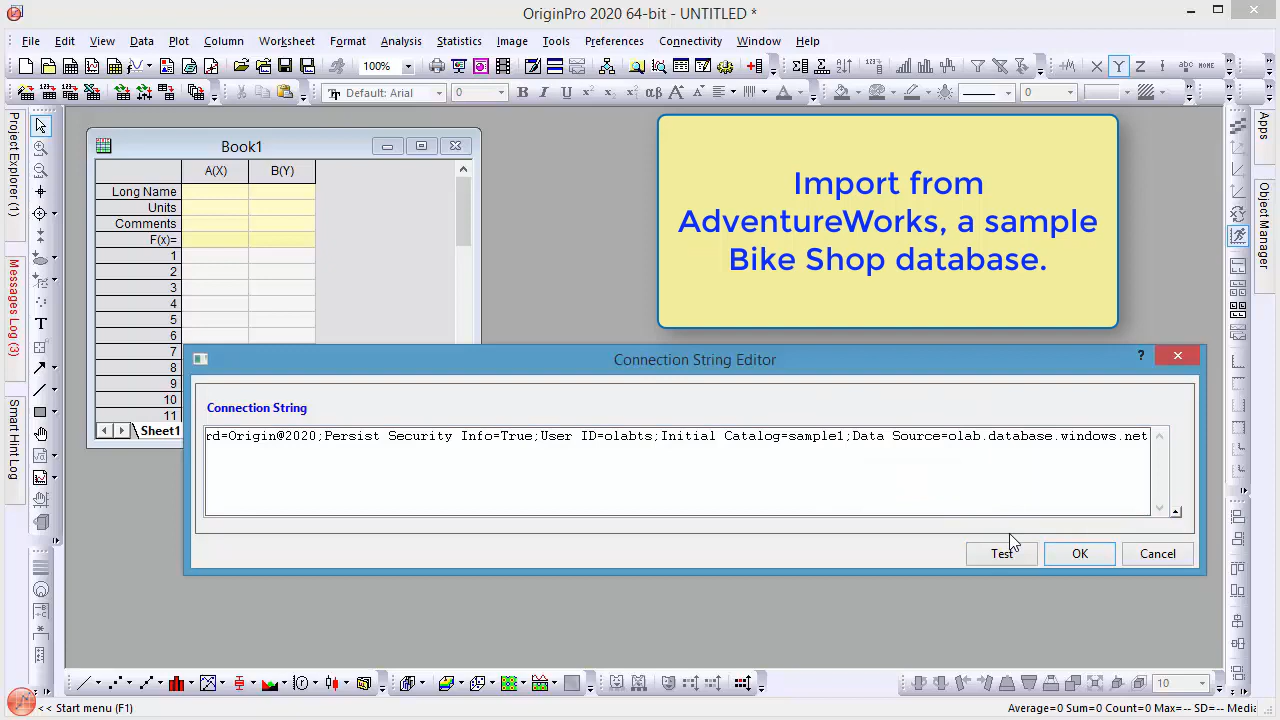 OriginPro 2020 64-bit - UNTITLED *
File Edit View Data Plot Column Worksheet Format Analysis Statistics Image Tools Preferences Connectivity Window Help
100%
Default: Arial 0 B I U αβ A A 0
Project Explorer (1)
Messages Log (3)
Smart Hint Log
Apps
Object Manager
Book1
A(X) B(Y)
Long Name
Units
Comments
F(x)=
1
2
3
4
5
6
7
8
9
10
11
Sheet1
Import from
AdventureWorks, a sample
Bike Shop database.
Connection String Editor
Connection String
rd=Origin@2020;Persist Security Info=True;User ID=olabts;Initial Catalog=sample1;Data Source=olab.database.windows.net
Test OK Cancel
10
<< Start menu (F1)
Average=0 Sum=0 Count=0 Max=-- SD=-- Media